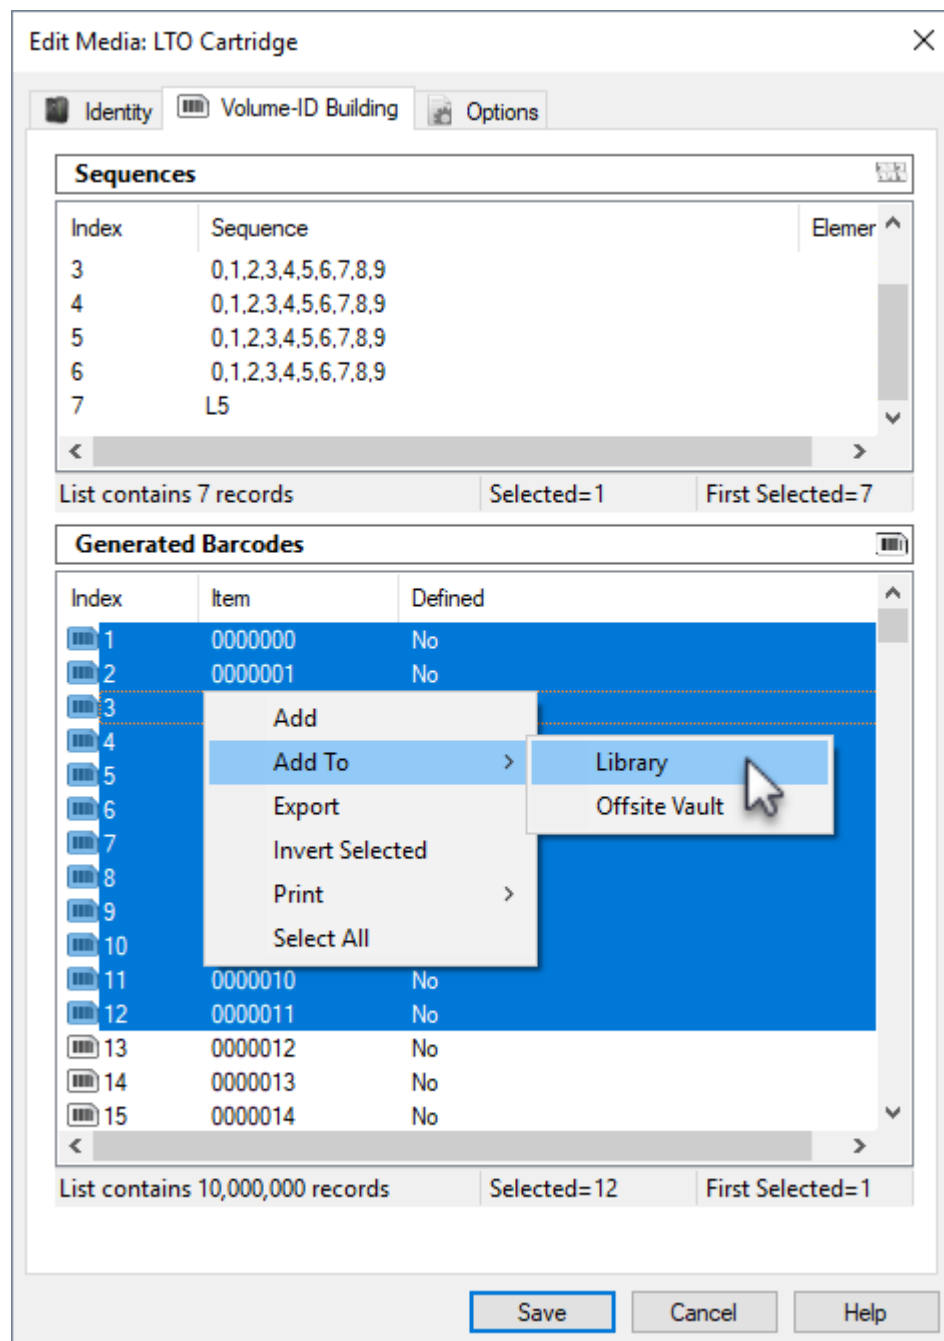 Edit Media: LTO Cartridge
Identity Volume-ID Building Options
Sequences
Index Sequence Elemer
3 0,1,2,3,4,5,6,7,8,9
4 0,1,2,3,4,5,6,7,8,9
5 0,1,2,3,4,5,6,7,8,9
6 0,1,2,3,4,5,6,7,8,9
7 L5
List contains 7 records Selected=1 First Selected=7
Generated Barcodes
Index Item Defined
1 0000000 No
2 0000001 No
3
4
5
6
7
8
9
10
11 0000010 No
12 0000011 No
13 0000012 No
14 0000013 No
15 0000014 No
Add
Add To
Export
Invert Selected
Print
Select All
Library
Offsite Vault
List contains 10,000,000 records Selected=12 First Selected=1
Save Cancel Help